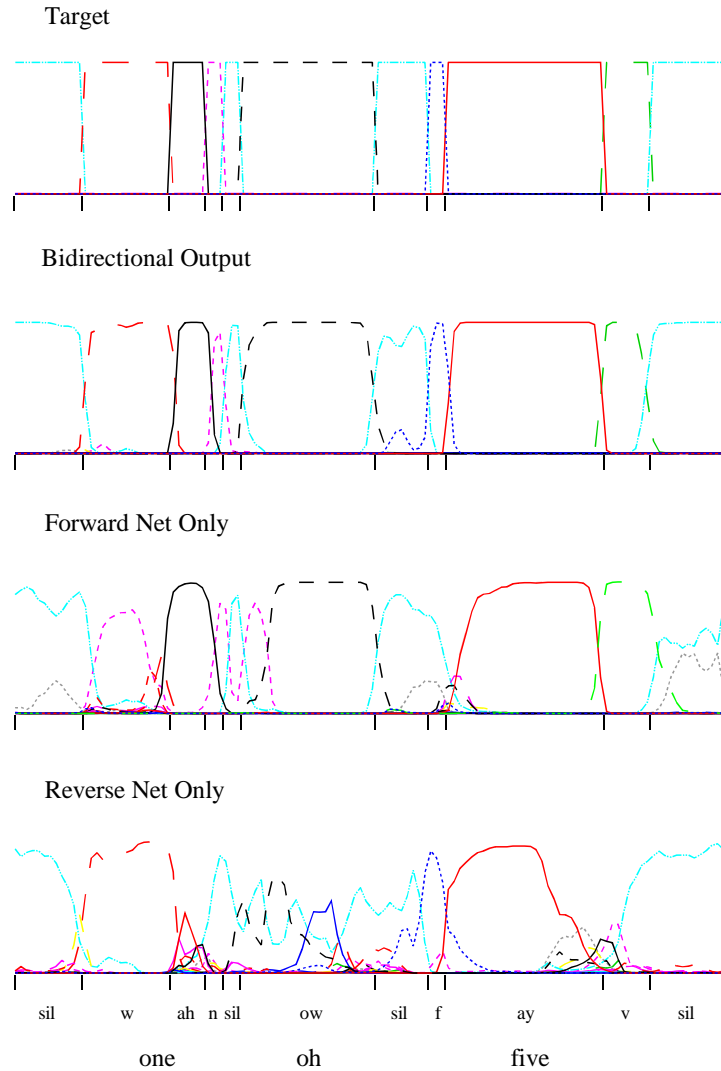 Target
Bidirectional Output
Forward Net Only
Reverse Net Only
sil w ah n sil ow sil f ay v sil
one oh five